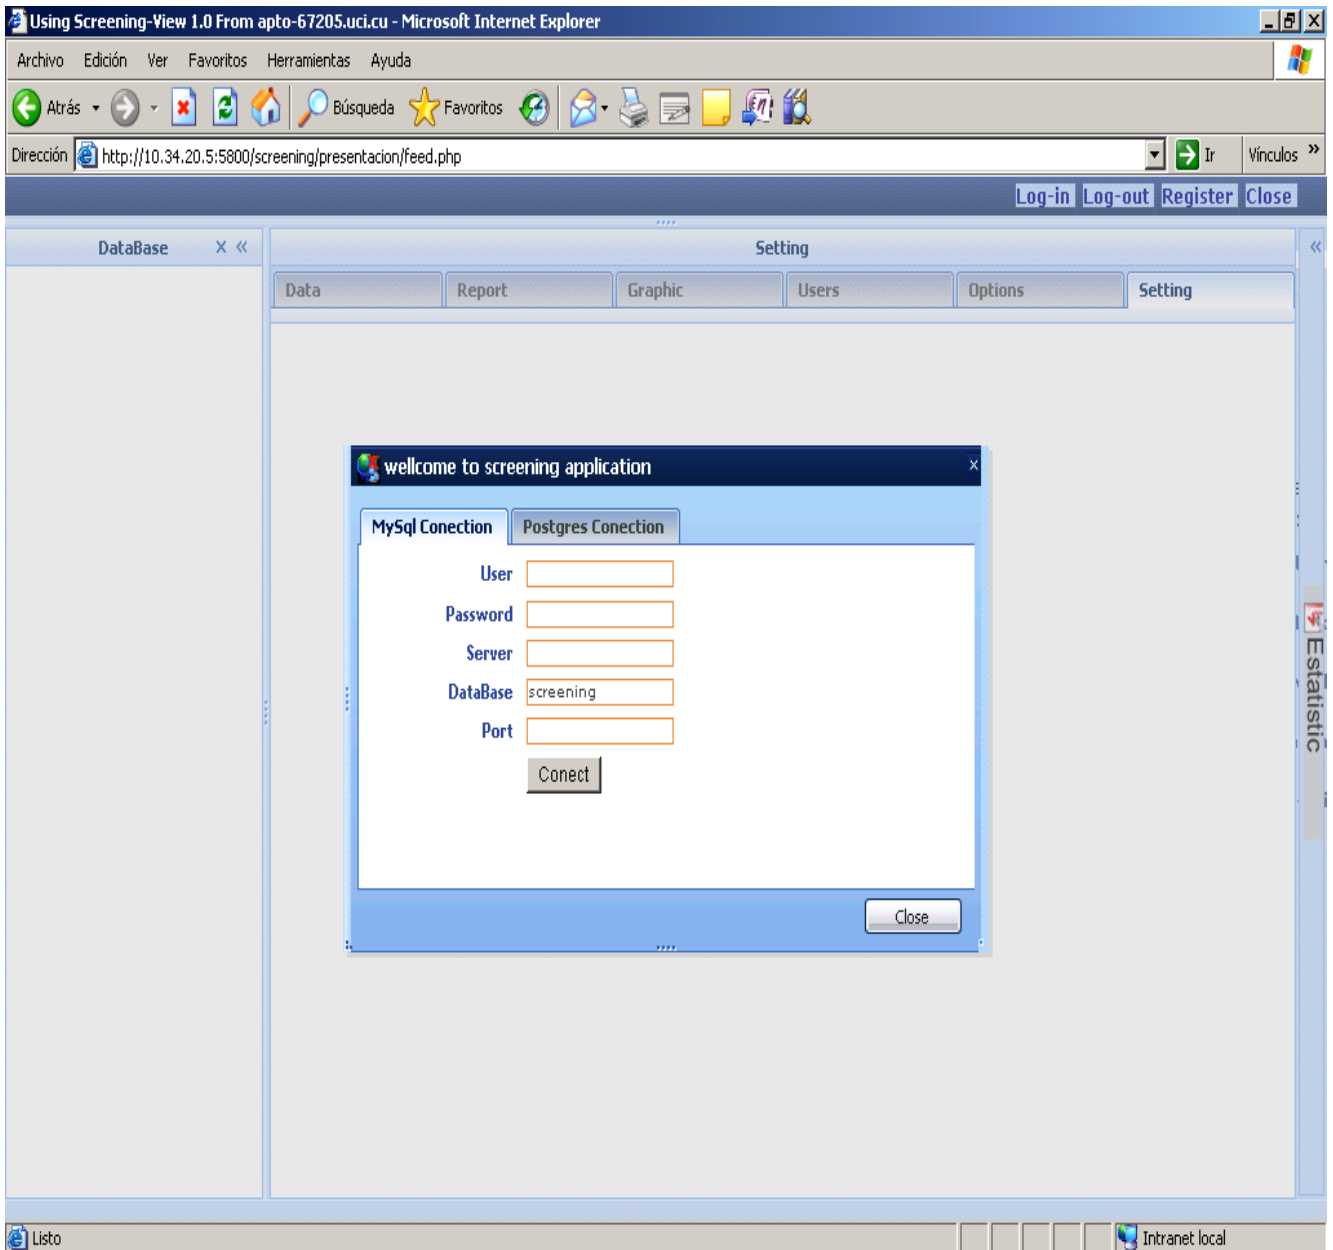 Using Screening-View 1.0 From apto-67205.uci.cu - Microsoft Internet Explorer
Archivo Edición Ver Favoritos Herramientas Ayuda
Atrás Búsqueda Favoritos
Dirección http://10.34.20.5:5800/screening/presentacion/feed.php Ir Vínculos »
Log-in Log-out Register Close
DataBase X « Setting «
Data Report Graphic Users Options Setting
wellcome to screening application x
MySql Conection Postgres Conection
User
Password
Server
DataBase screening
Port
Conect
Close
Estatistic
Listo Intranet local